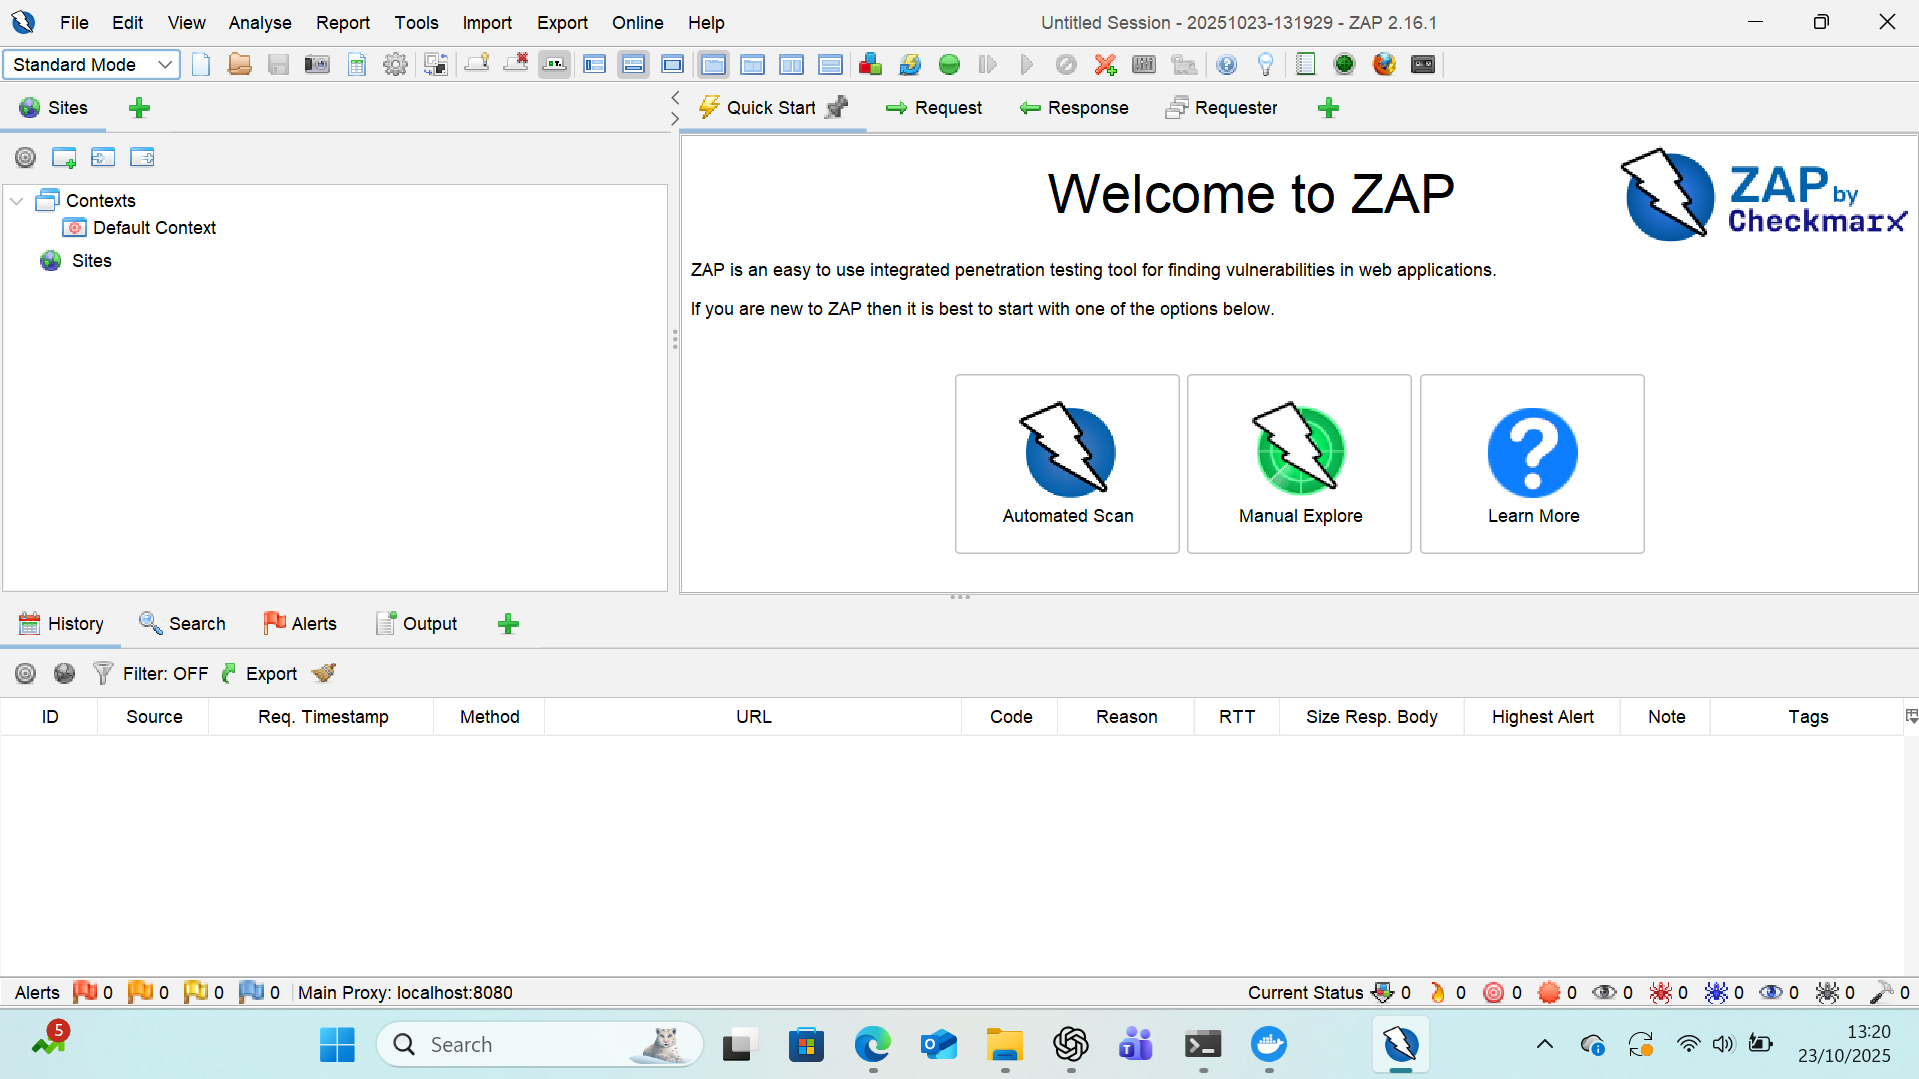 File Edit View Analyse Report Tools Import Export Online Help
Untitled Session - 20251023-131929 - ZAP 2.16.1
Standard Mode
Sites
Quick Start Request Response Requester
Contexts
Default Context
Sites
Welcome to ZAP
ZAP by
Checkmarx
ZAP is an easy to use integrated penetration testing tool for finding vulnerabilities in web applications.
If you are new to ZAP then it is best to start with one of the options below.
Automated Scan Manual Explore Learn More
History Search Alerts Output
Filter: OFF Export
ID Source Req. Timestamp Method URL Code Reason RTT Size Resp. Body Highest Alert Note Tags
Alerts 0 0 0 0 Main Proxy: localhost:8080 Current Status 0 0 0 0 0 0 0 0 0 0
5
Search
13:20
23/10/2025